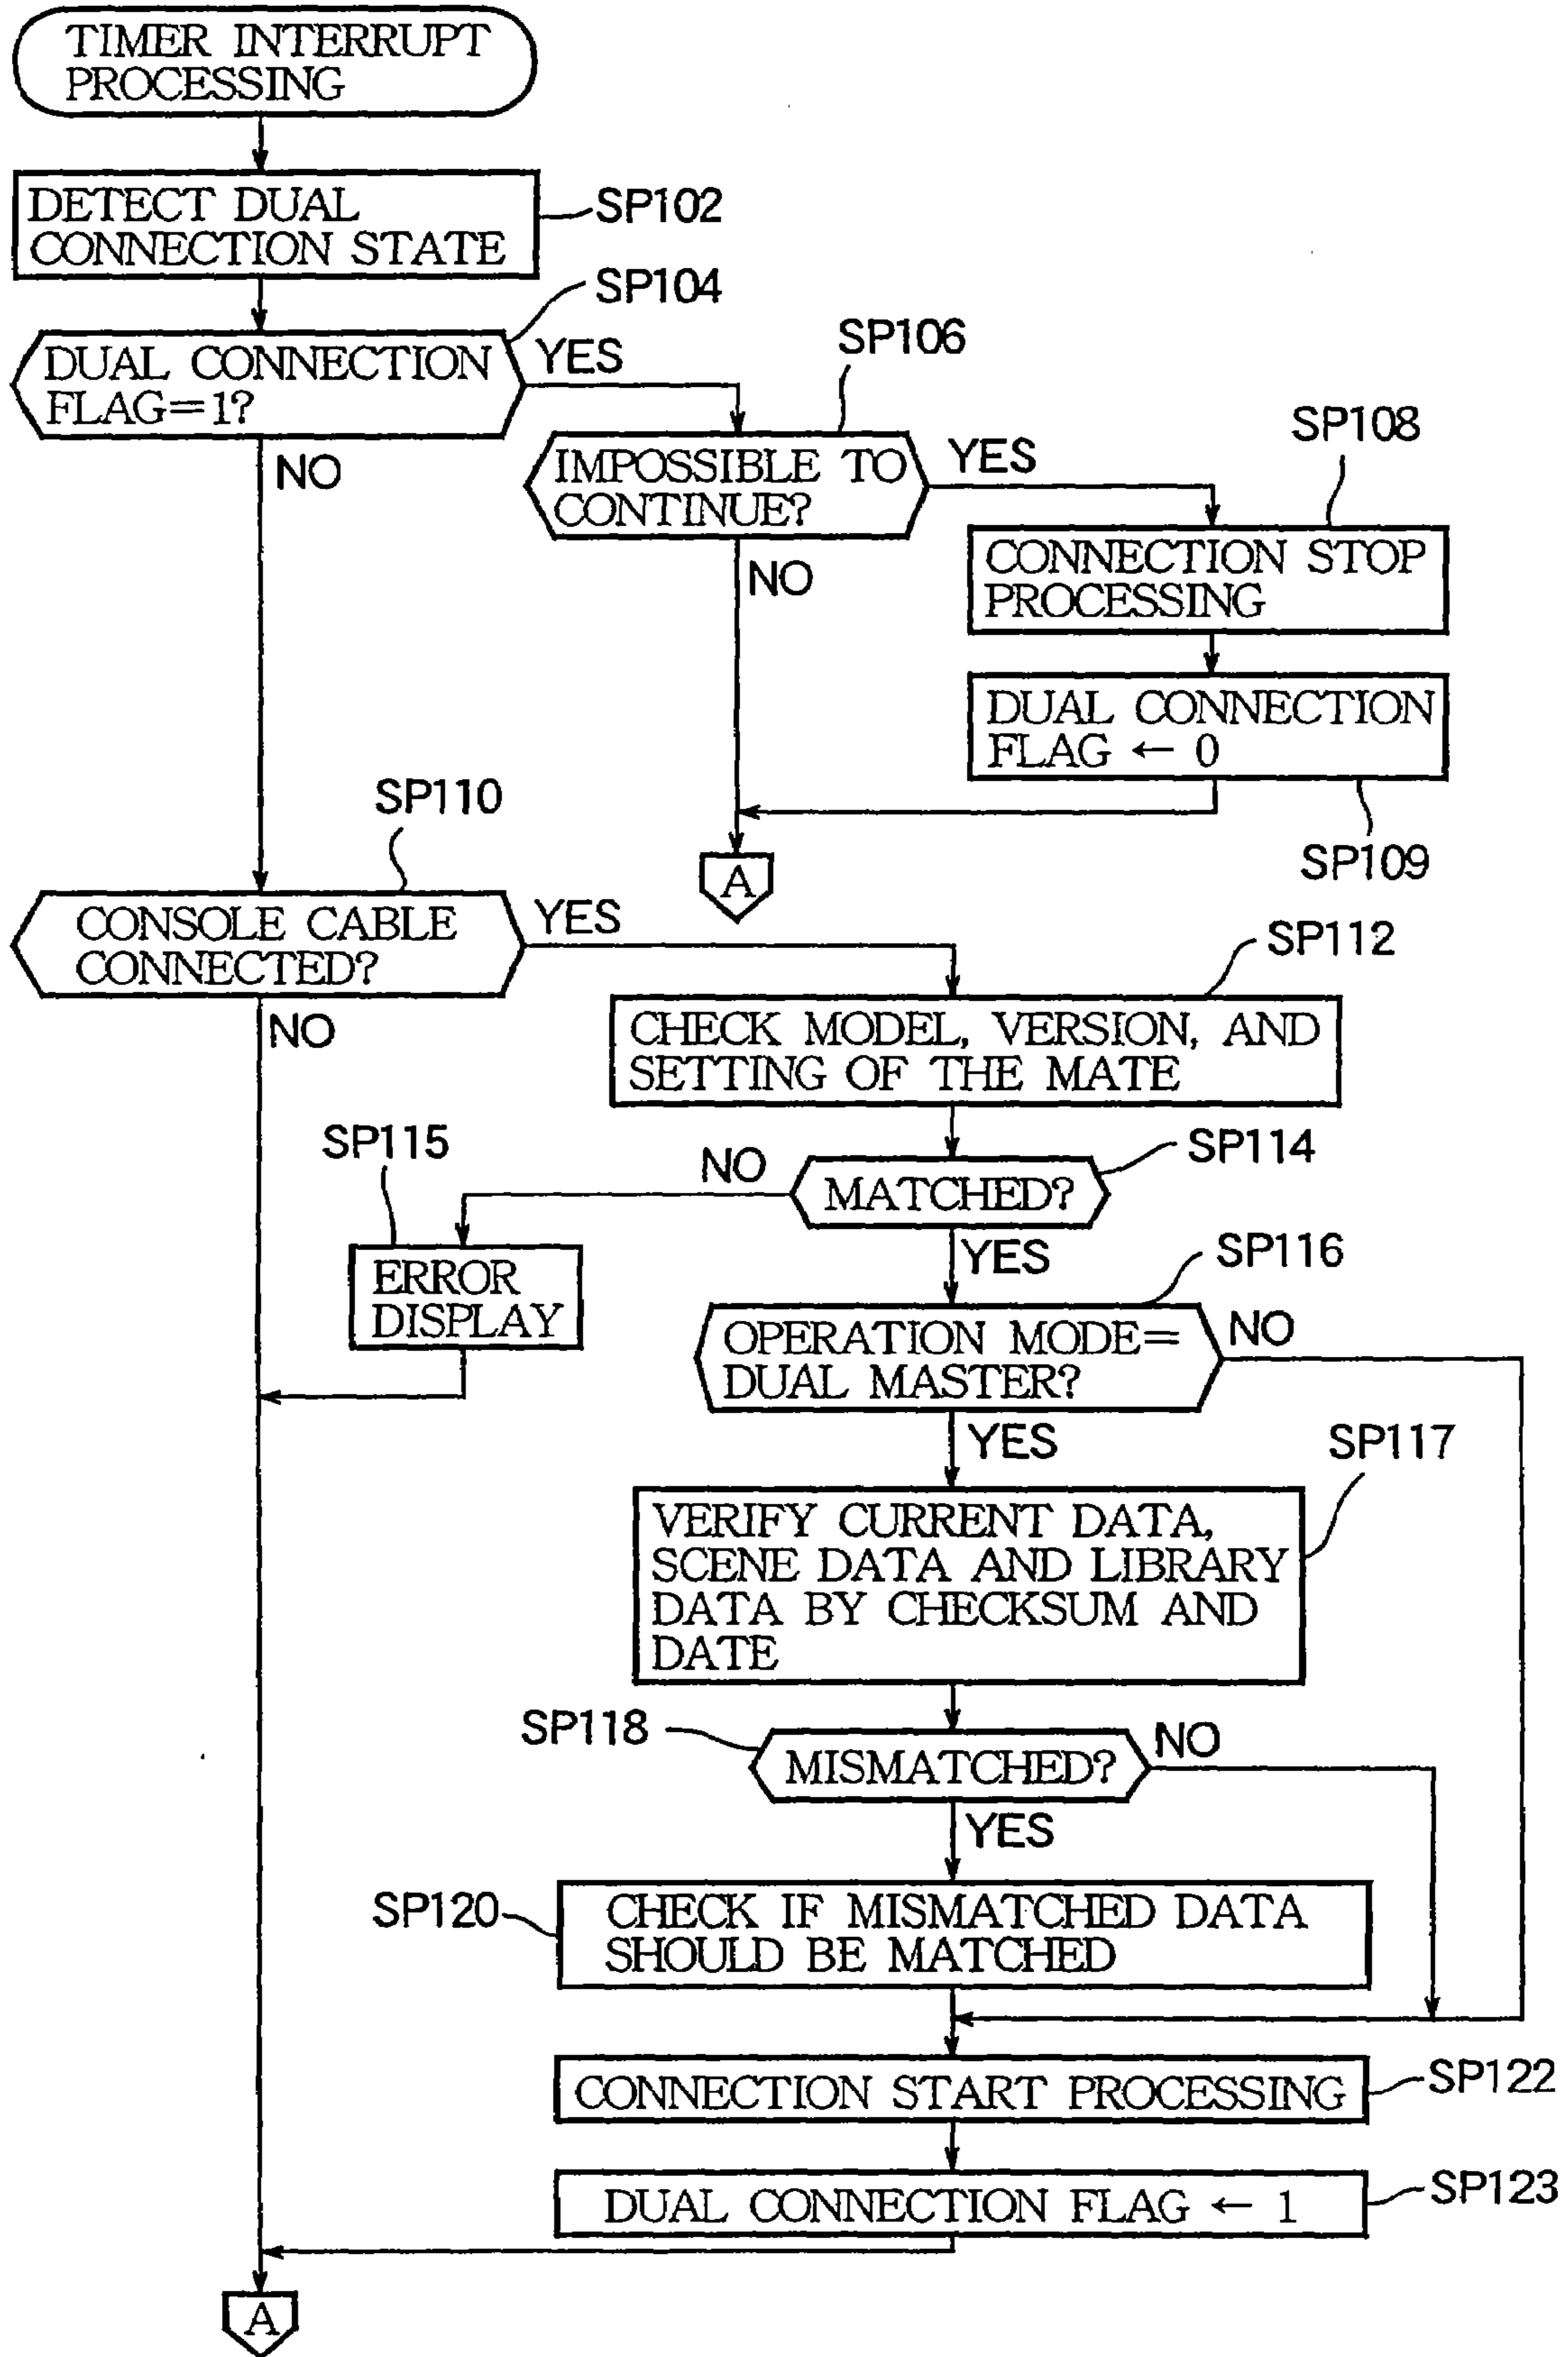 TIMER INTERRUPT
PROCESSING
DETECT DUAL
CONNECTION STATE
SP102
SP104
DUAL CONNECTION
FLAG=1?
YES
NO
SP106
IMPOSSIBLE TO
CONTINUE?
YES
NO
SP108
CONNECTION STOP
PROCESSING
DUAL CONNECTION
FLAG ← 0
SP109
A
SP110
CONSOLE CABLE
CONNECTED?
YES
NO
SP112
CHECK MODEL, VERSION, AND
SETTING OF THE MATE
SP114
MATCHED?
NO
YES
SP115
ERROR
DISPLAY
SP116
OPERATION MODE=
DUAL MASTER?
NO
YES
SP117
VERIFY CURRENT DATA,
SCENE DATA AND LIBRARY
DATA BY CHECKSUM AND
DATE
SP118
MISMATCHED?
NO
YES
SP120
CHECK IF MISMATCHED DATA
SHOULD BE MATCHED
CONNECTION START PROCESSING
SP122
DUAL CONNECTION FLAG ← 1
SP123
A